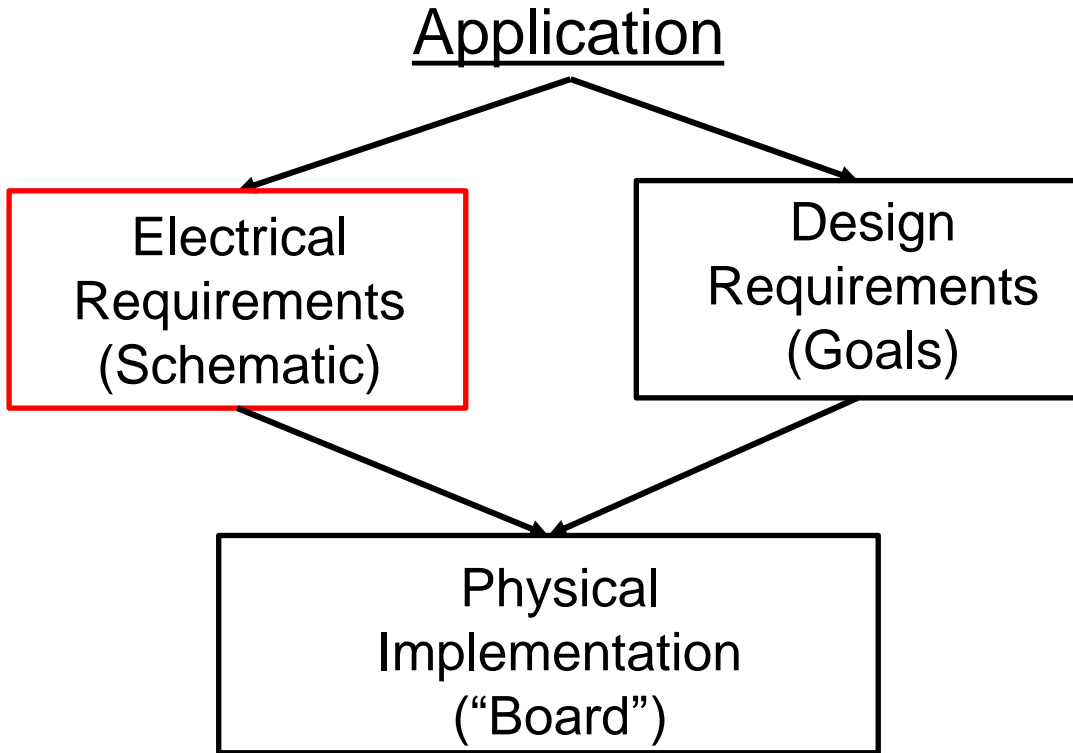 Application
Electrical
Requirements
(Schematic)
Design
Requirements
(Goals)
Physical
Implementation
(“Board”)